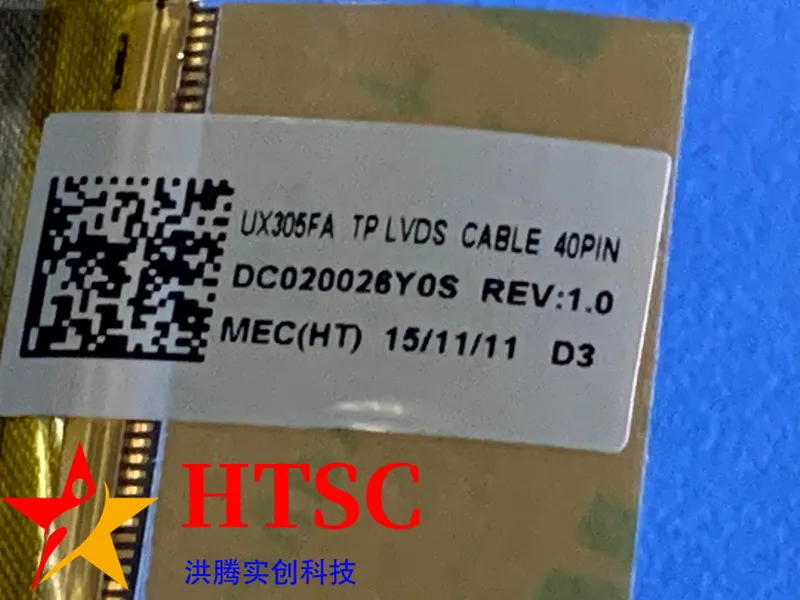 UX305FA TP LVDS CABLE 40PIN
DC020026Y0S REV:1.0
MEC(HT) 15/11/11 D3
HTSC
洪腾实创科技